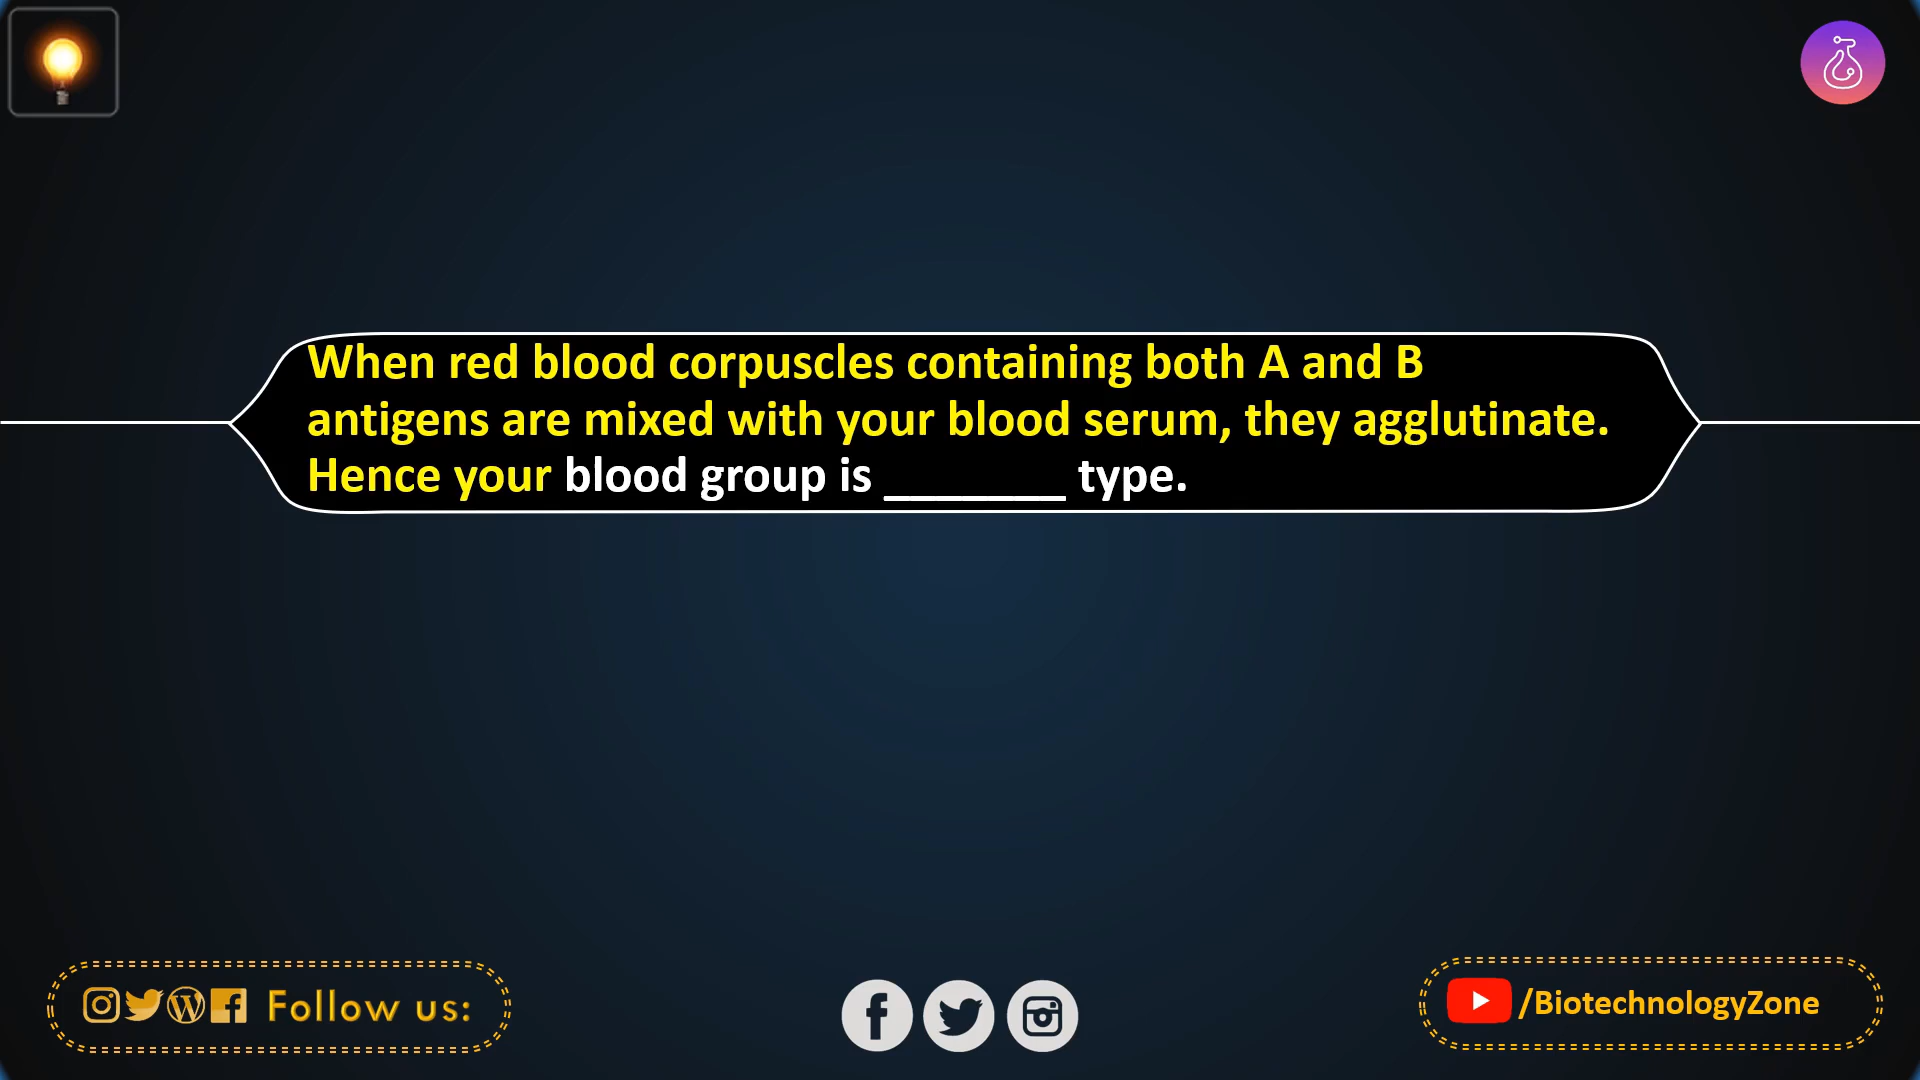 When red blood corpuscles containing both A and B
antigens are mixed with your blood serum, they agglutinate.
Hence your blood group is _______ type.
Follow us:
/BiotechnologyZone